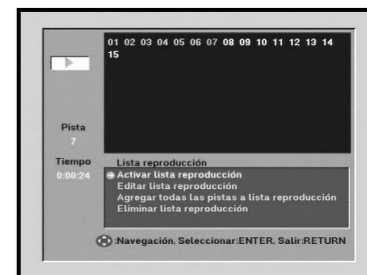 01 02 03 04 05 06 07 08 09 10 11 12 13 14
15
Pista
7
Tiempo
0:00:24
Lista reproducción
Activar lista reproducción
Editar lista reproducción
Agregar todas las pistas a lista reproducción
Eliminar lista reproducción
:Navegación, Seleccionar:ENTER, Salir:RETURN